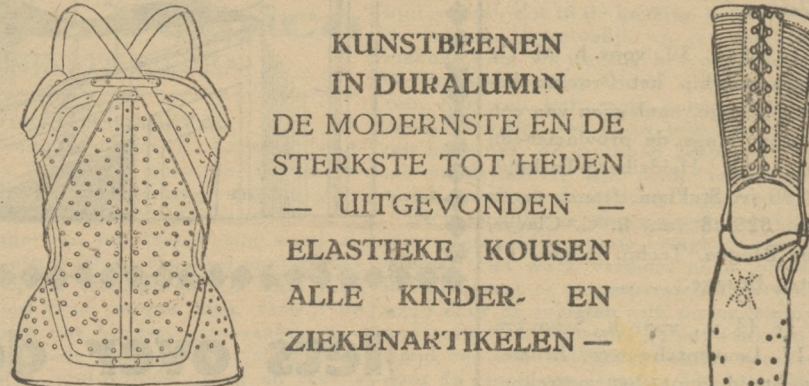 KUNSTBEENEN
IN DURALUMIN
DE MODERNSTE EN DE
STERKSTE TOT HEDEN
— UITGEVONDEN —
ELASTIEKE KOUSEN
ALLE KINDER- EN
ZIEKENARTIKELEN —